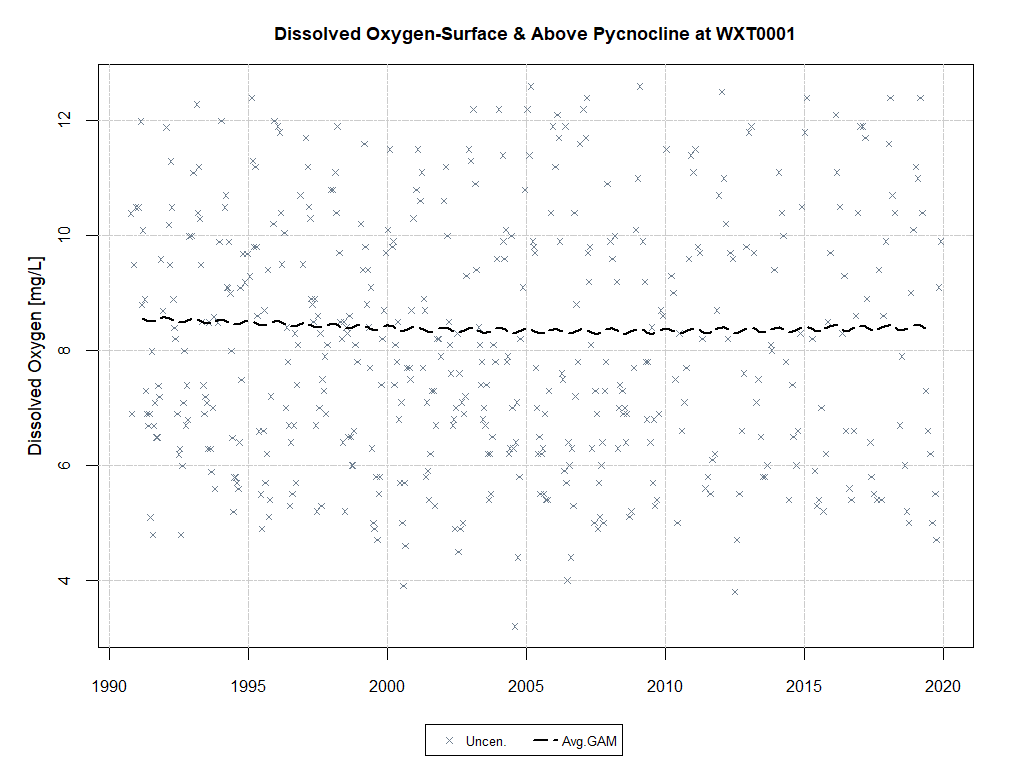 Dissolved Oxygen-Surface & Above Pycnocline at WXT0001
Dissolved Oxygen [mg/L]
12
10
8
6
4
1990 1995 2000 2005 2010 2015 2020
Uncen. Avg.GAM